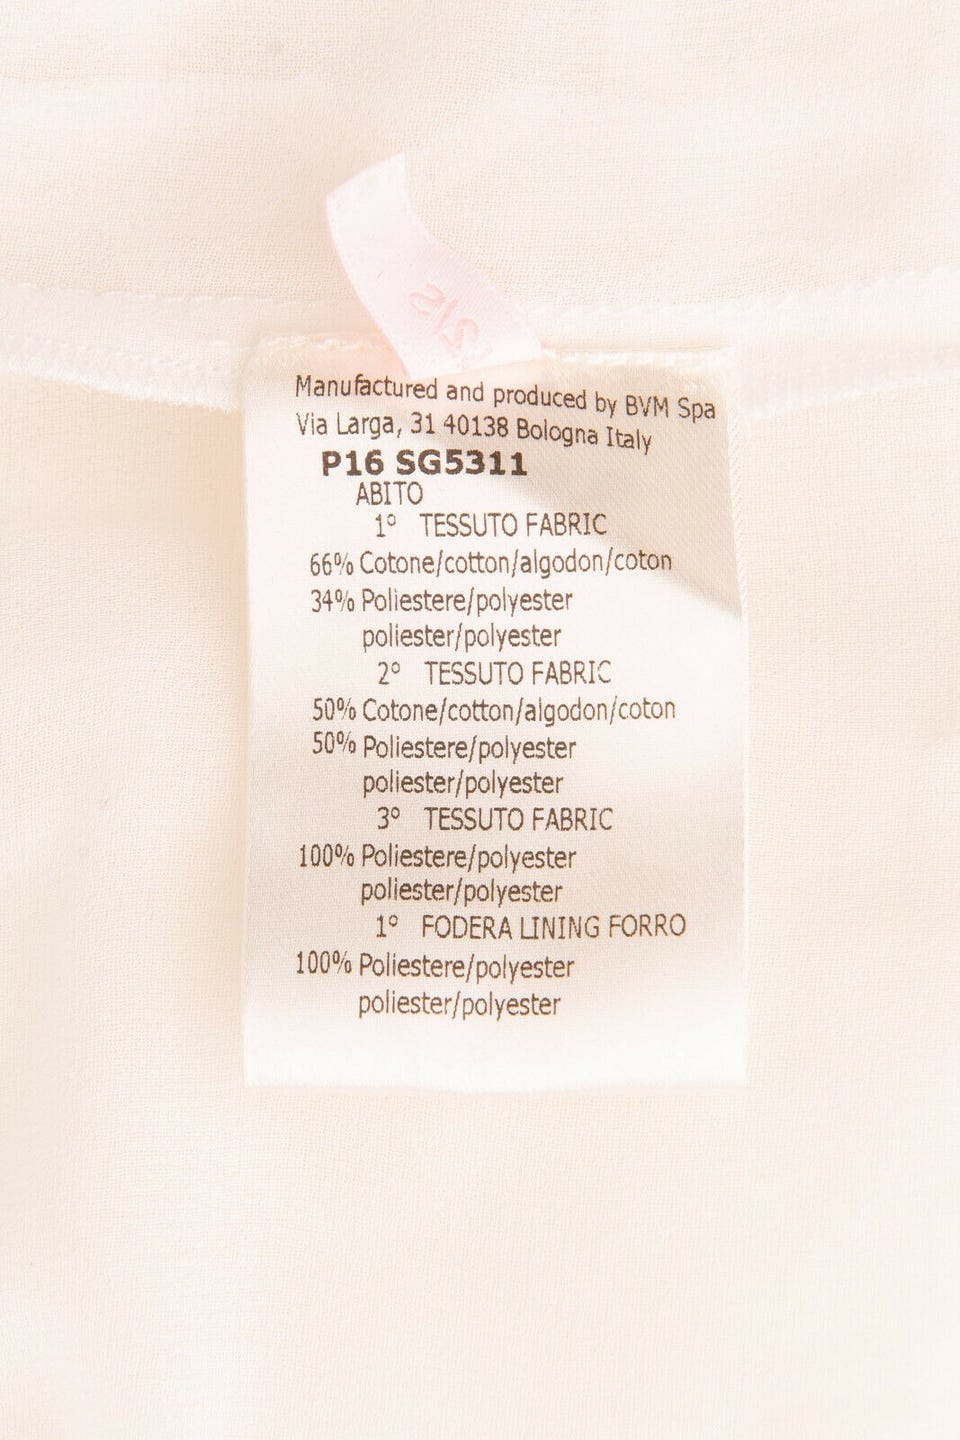 Manufactured and produced by BVM Spa
Via Larga, 31 40138 Bologna Italy
P16 SG5311
ABITO
1° TESSUTO FABRIC
66% Cotone/cotton/algodon/coton
34% Poliestere/polyester
poliester/polyester
2° TESSUTO FABRIC
50% Cotone/cotton/algodon/coton
50% Poliestere/polyester
poliester/polyester
3° TESSUTO FABRIC
100% Poliestere/polyester
poliester/polyester
1° FODERA LINING FORRO
100% Poliestere/polyester
poliester/polyester